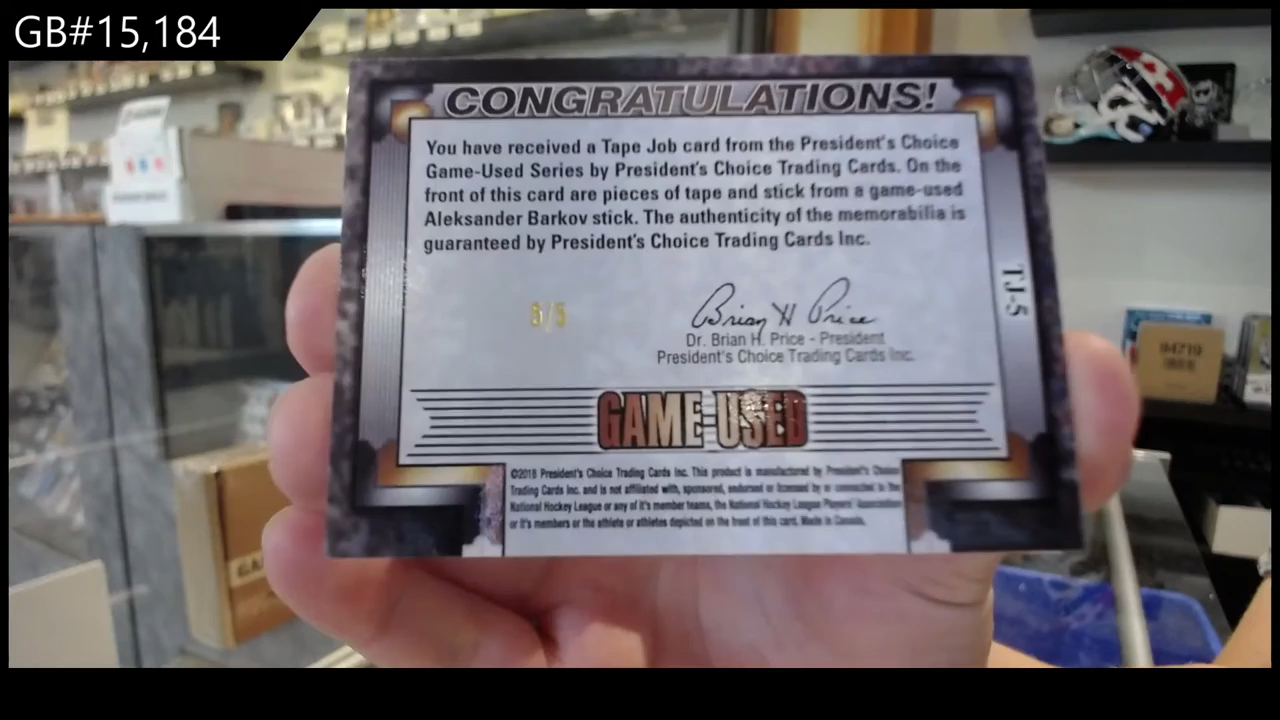 GB#15,184
CONGRATULATIONS!
You have received a Tape Job card from the President's Choice
Game-Used Series by President's Choice Trading Cards. On the
front of this card are pieces of tape and stick from a game-used
Aleksander Barkov stick. The authenticity of the memorabilia is
guaranteed by President's Choice Trading Cards Inc.
TJ-5
5/5
Brian H Price
Dr. Brian H. Price - President
President's Choice Trading Cards Inc.
GAME-USED
©2018 President's Choice Trading Cards Inc. This product is manufactured by President's Choice
Trading Cards Inc. and is not affiliated with, sponsored, endorsed or licensed by or connected to the
National Hockey League or any of it's member teams, the National Hockey League Players' Association
or it's members or the athlete or athletes depicted on the front of this card. Made in Canada.
94719